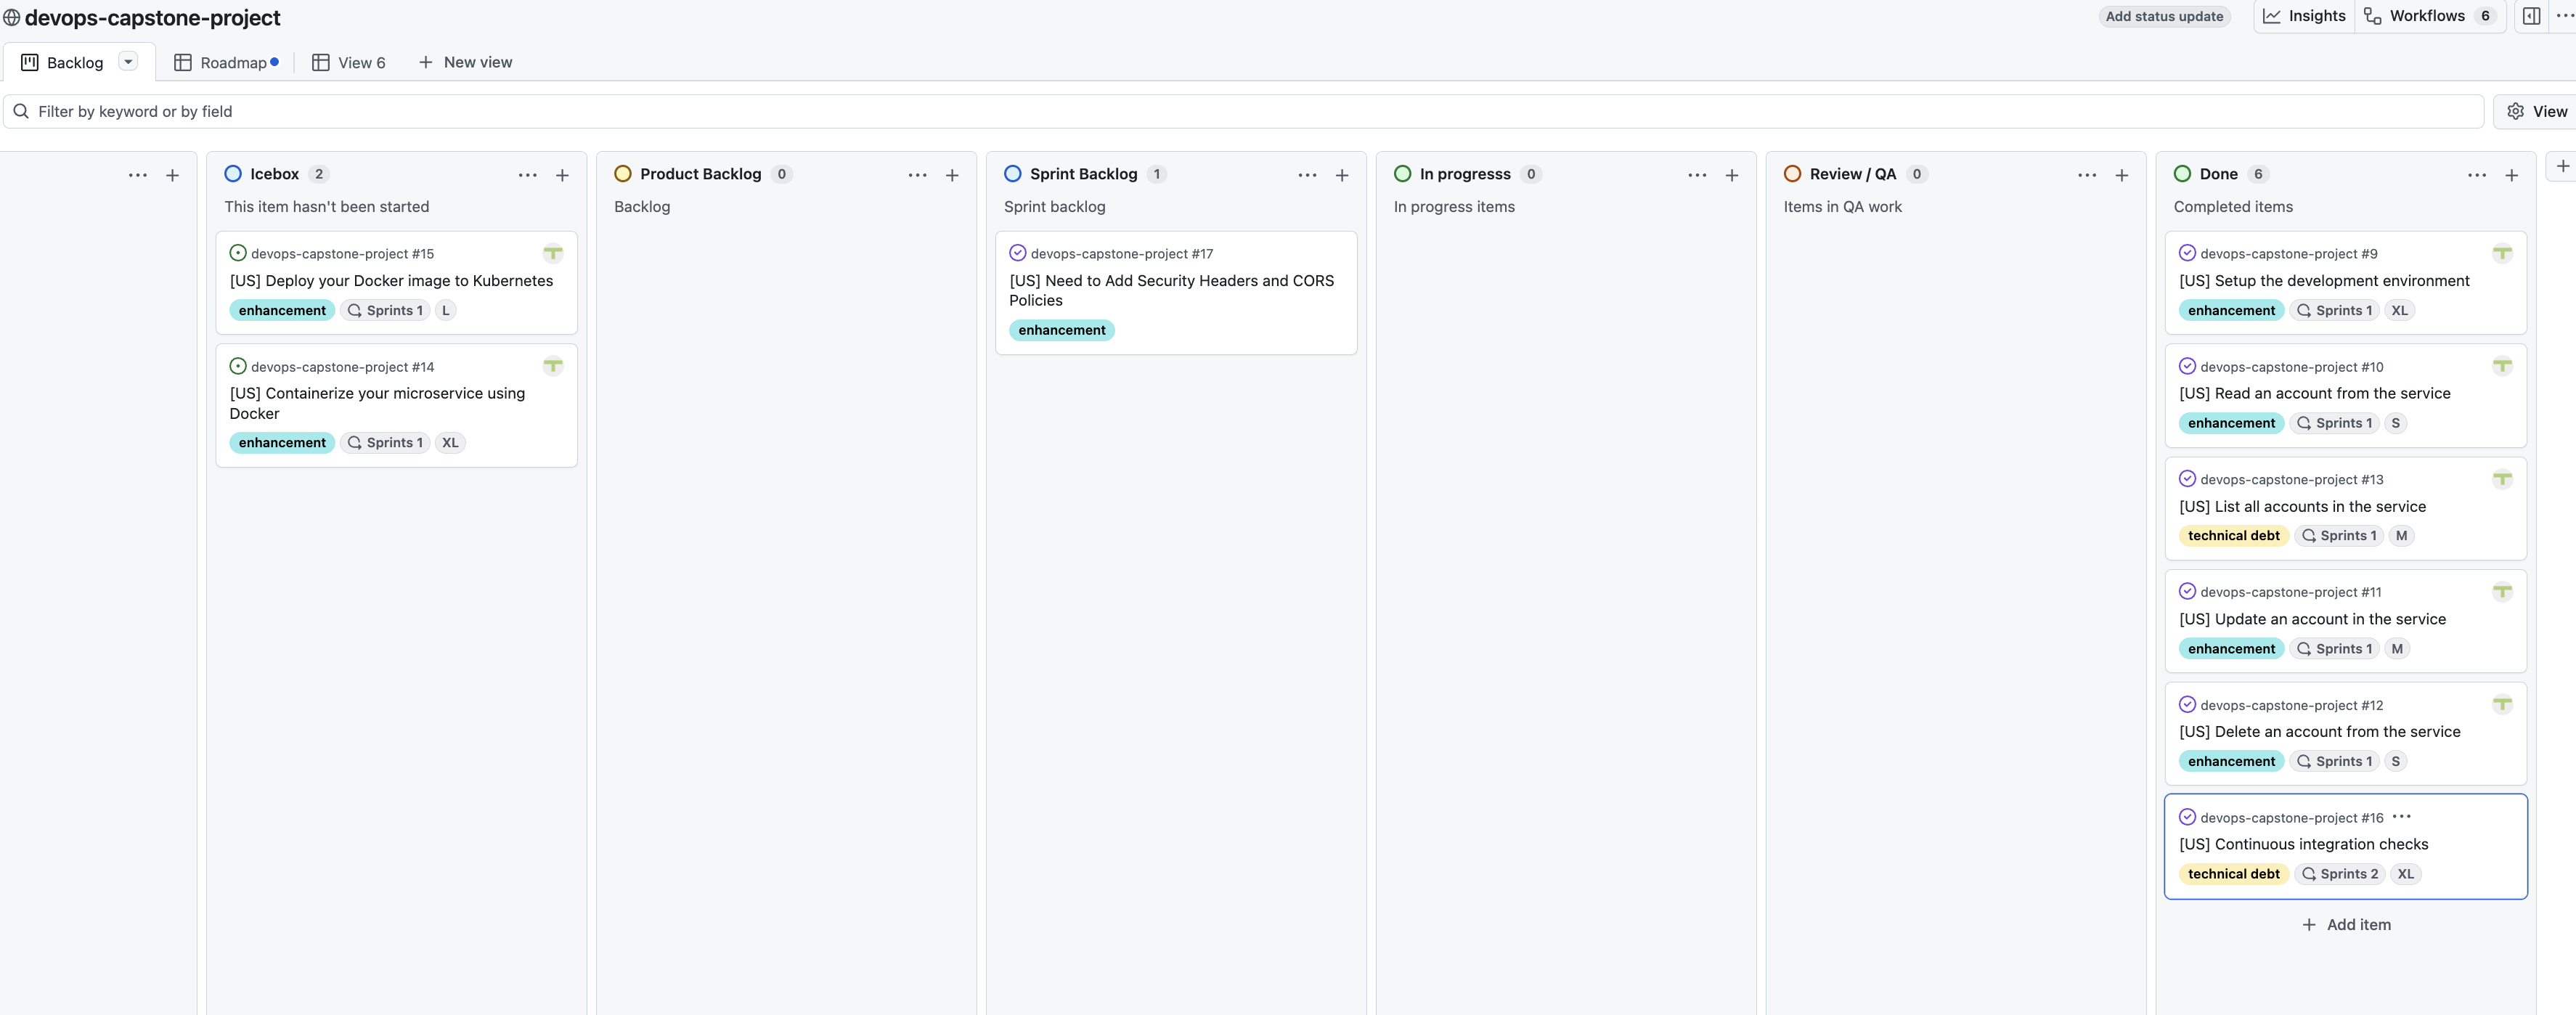 devops-capstone-project
Add status update
Insights
Workflows 6
Backlog
Roadmap
View 6
New view
Filter by keyword or by field
View
Icebox 2
This item hasn't been started
devops-capstone-project #15
[US] Deploy your Docker image to Kubernetes
enhancement Sprints 1 L
devops-capstone-project #14
[US] Containerize your microservice using
Docker
enhancement Sprints 1 XL
Product Backlog 0
Backlog
Sprint Backlog 1
Sprint backlog
devops-capstone-project #17
[US] Need to Add Security Headers and CORS
Policies
enhancement
In progresss 0
In progress items
Review / QA 0
Items in QA work
Done 6
Completed items
devops-capstone-project #9
[US] Setup the development environment
enhancement Sprints 1 XL
devops-capstone-project #10
[US] Read an account from the service
enhancement Sprints 1 S
devops-capstone-project #13
[US] List all accounts in the service
technical debt Sprints 1 M
devops-capstone-project #11
[US] Update an account in the service
enhancement Sprints 1 M
devops-capstone-project #12
[US] Delete an account from the service
enhancement Sprints 1 S
devops-capstone-project #16
[US] Continuous integration checks
technical debt Sprints 2 XL
Add item